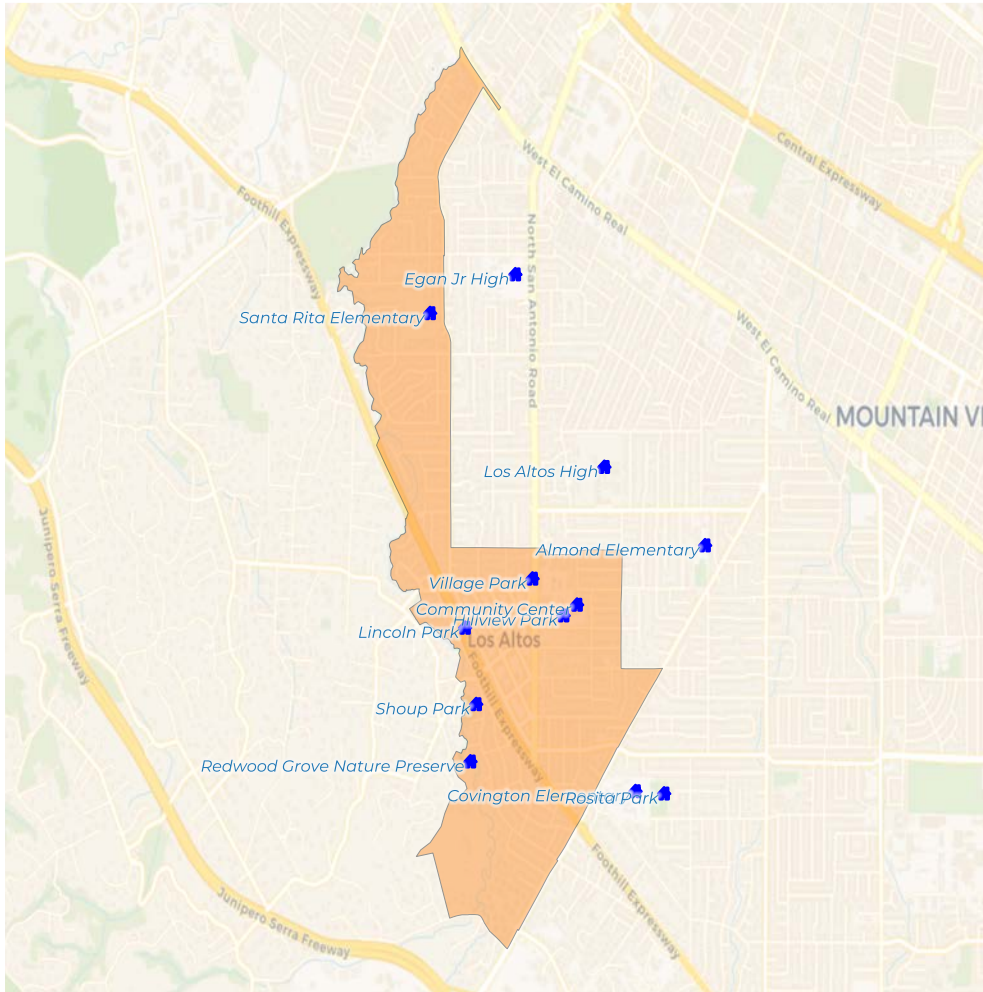 Central Expressway
West El Camino Real
Foothill Expressway
North San Antonio Road
Egan Jr High
Santa Rita Elementary
West El Camino Real
MOUNTAIN VI
Los Altos High
Junipero Serra Freeway
Almond Elementary
Village Park
Community Center
Hillview Park
Lincoln Park
Los Altos
Foothill Expressway
Shoup Park
Redwood Grove Nature Preserve
Covington Elem
Rosita Park
Foothill Expressway
Junipero Serra Freeway